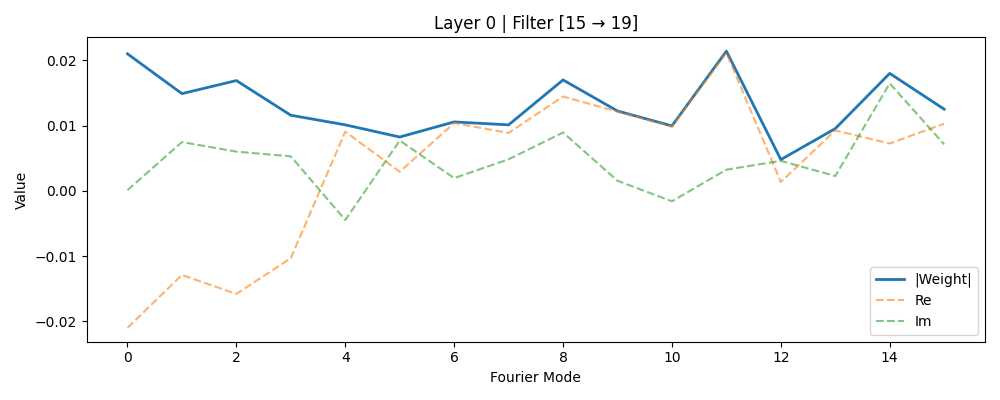 Layer 0 | Filter [15 → 19]
Value
0.02
0.01
0.00
−0.01
−0.02
|Weight|
Re
Im
0 2 4 6 8 10 12 14
Fourier Mode